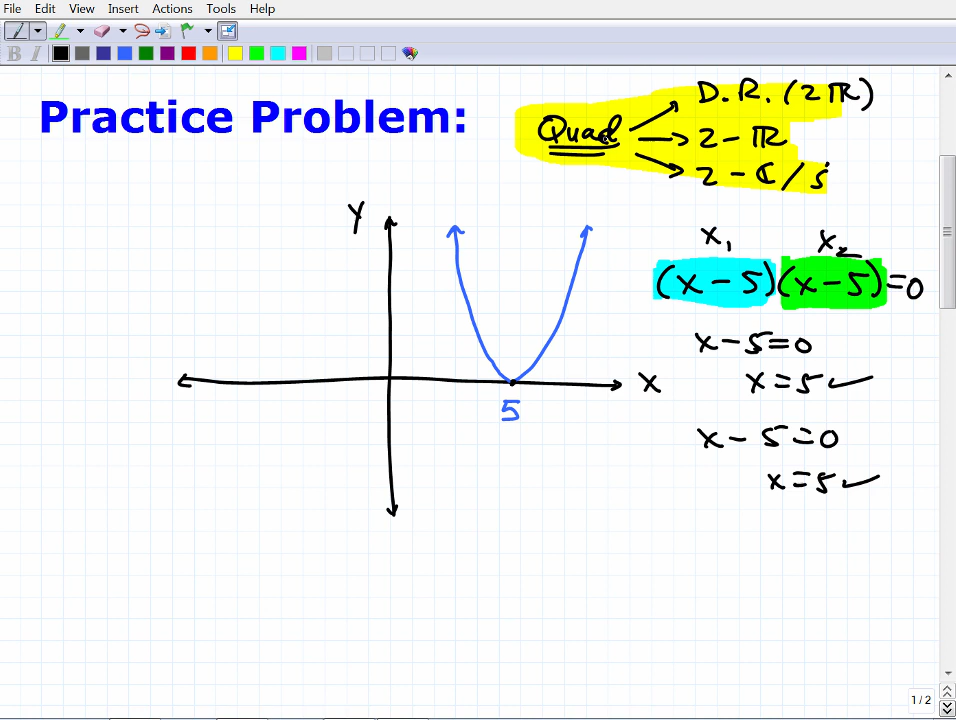 File Edit View Insert Actions Tools Help
B I
Practice Problem:
Quad
D.R. (2 ℝ)
2 - ℝ
2 - ℂ / i
Y
X
5
x₁ x₂
(x - 5)(x - 5) = 0
x - 5 = 0
x = 5 ✓
x - 5 = 0
x = 5 ✓
1 / 2